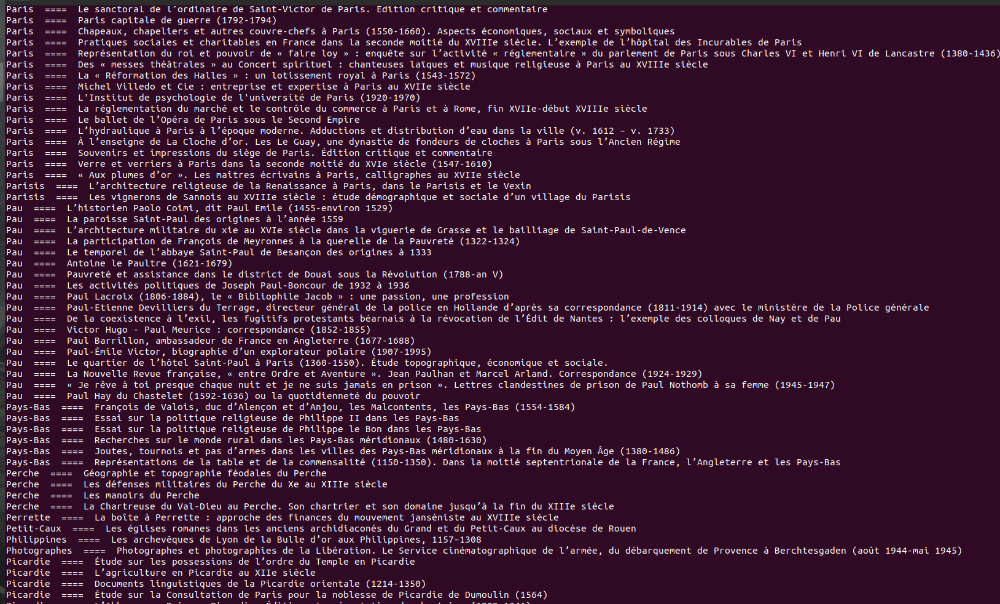 Paris  ====  Le sanctoral de l’ordinaire de Saint-Victor de Paris. Édition critique et commentaire
Paris  ====  Paris capitale de guerre (1792-1794)
Paris  ====  Chapeaux, chapeliers et autres couvre-chefs à Paris (1550-1660). Aspects économiques, sociaux et symboliques
Paris  ====  Pratiques sociales et charitables en France dans la seconde moitié du XVIIIe siècle. L’exemple de l’hôpital des Incurables de Paris
Paris  ====  Représentation du roi et pouvoir de « faire loy » : enquête sur l’activité « réglementaire » du parlement de Paris sous Charles VI et Henri VI de Lancastre (1380-1436)
Paris  ====  Des « messes théâtrales » au Concert spirituel : chanteuses laïques et musique religieuse à Paris au XVIIIe siècle
Paris  ====  La « Réformation des Halles » : un lotissement royal à Paris (1543-1572)
Paris  ====  Michel Villedo et Cie : entreprise et expertise à Paris au XVIIe siècle
Paris  ====  L'Institut de psychologie de l'université de Paris (1920-1970)
Paris  ====  La réglementation du marché et le contrôle du commerce à Paris et à Rome, fin XVIIe-début XVIIIe siècle
Paris  ====  Le ballet de l’Opéra de Paris sous le Second Empire
Paris  ====  L’hydraulique à Paris à l’époque moderne. Adductions et distribution d’eau dans la ville (v. 1612 – v. 1733)
Paris  ====  À l’enseigne de La Cloche d’or. Les Le Guay, une dynastie de fondeurs de cloches à Paris sous l’Ancien Régime
Paris  ====  Souvenirs et impressions du siège de Paris. Édition critique et commentaire
Paris  ====  Verre et verriers à Paris dans la seconde moitié du XVIe siècle (1547-1610)
Paris  ====  « Aux plumes d’or ». Les maîtres écrivains à Paris, calligraphes au XVIIe siècle
Parisis  ====  L’architecture religieuse de la Renaissance à Paris, dans le Parisis et le Vexin
Parisis  ====  Les vignerons de Sannois au XVIIIe siècle : étude démographique et sociale d’un village du Parisis
Pau  ====  L’historien Paolo Coimi, dit Paul Emile (1455-environ 1529)
Pau  ====  La paroisse Saint-Paul des origines à l’année 1559
Pau  ====  L’architecture militaire du xie au XVIe siècle dans la viguerie de Grasse et le bailliage de Saint-Paul-de-Vence
Pau  ====  La participation de François de Meyronnes à la querelle de la Pauvreté (1322-1324)
Pau  ====  Le temporel de l’abbaye Saint-Paul de Besançon des origines à 1333
Pau  ====  Antoine le Paultre (1621-1679)
Pau  ====  Pauvreté et assistance dans le district de Douai sous la Révolution (1788-an V)
Pau  ====  Les activités politiques de Joseph Paul-Boncour de 1932 à 1936
Pau  ====  Paul Lacroix (1806-1884), le « Bibliophile Jacob » : une passion, une profession
Pau  ====  Paul-Etienne Devilliers du Terrage, directeur général de la police en Hollande d’après sa correspondance (1811-1914) avec le ministère de la Police générale
Pau  ====  De la coexistence à l’exil, les fugitifs protestants béarnais à la révocation de l’Édit de Nantes : l’exemple des colloques de Nay et de Pau
Pau  ====  Victor Hugo - Paul Meurice : correspondance (1852-1855)
Pau  ====  Paul Barrillon, ambassadeur de France en Angleterre (1677-1688)
Pau  ====  Paul-Émile Victor, biographie d’un explorateur polaire (1907-1995)
Pau  ====  Le quartier de l’hôtel Saint-Paul à Paris (1360-1550). Étude topographique, économique et sociale.
Pau  ====  La Nouvelle Revue française, « entre Ordre et Aventure ». Jean Paulhan et Marcel Arland. Correspondance (1924-1929)
Pau  ====  « Je rêve à toi presque chaque nuit et je ne suis jamais en prison ». Lettres clandestines de prison de Paul Nothomb à sa femme (1945-1947)
Pau  ====  Paul Hay du Chastelet (1592-1636) ou la quotidienneté du pouvoir
Pays-Bas  ====  François de Valois, duc d’Alençon et d’Anjou, les Malcontents, les Pays-Bas (1554-1584)
Pays-Bas  ====  Essai sur la politique religieuse de Philippe II dans les Pays-Bas
Pays-Bas  ====  Essai sur la politique religieuse de Philippe le Bon dans les Pays-Bas
Pays-Bas  ====  Recherches sur le monde rural dans les Pays-Bas méridionaux (1480-1630)
Pays-Bas  ====  Joutes, tournois et pas d’armes dans les villes des Pays-Bas méridionaux à la fin du Moyen Âge (1380-1486)
Pays-Bas  ====  Représentations de la table et de la commensalité (1150-1350). Dans la moitié septentrionale de la France, l’Angleterre et les Pays-Bas
Perche  ====  Géographie et topographie féodales du Perche
Perche  ====  Les défenses militaires du Perche du Xe au XIIIe siècle
Perche  ====  Les manoirs du Perche
Perche  ====  La Chartreuse du Val-Dieu au Perche. Son chartrier et son domaine jusqu’à la fin du XIIIe siècle
Perrette  ====  La boîte à Perrette : approche des finances du mouvement janséniste au XVIIIe siècle
Petit-Caux  ====  Les églises romanes dans les anciens archidiaconés du Grand et du Petit-Caux au diocèse de Rouen
Philippines  ====  Les archevêques de Lyon de la Bulle d’or aux Philippines, 1157–1308
Photographes  ====  Photographes et photographies de la Libération. Le Service cinématographique de l’armée, du débarquement de Provence à Berchtesgaden (août 1944-mai 1945)
Picardie  ====  Étude sur les possessions de l’ordre du Temple en Picardie
Picardie  ====  L’agriculture en Picardie au XIIe siècle
Picardie  ====  Documents linguistiques de la Picardie orientale (1214-1350)
Picardie  ====  Étude sur la Consultation de Paris pour la noblesse de Picardie de Dumoulin (1564)